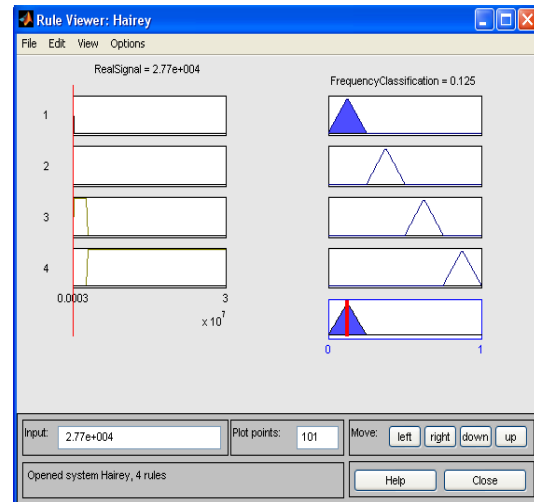 Rule Viewer: Hairey
File Edit View Options
RealSignal = 2.77e+004
FrequencyClassification = 0.125
1
2
3
4
0.0003 3
x 10^7
0 1
Input: 2.77e+004 Plot points: 101 Move: left right down up
Opened system Hairey, 4 rules Help Close